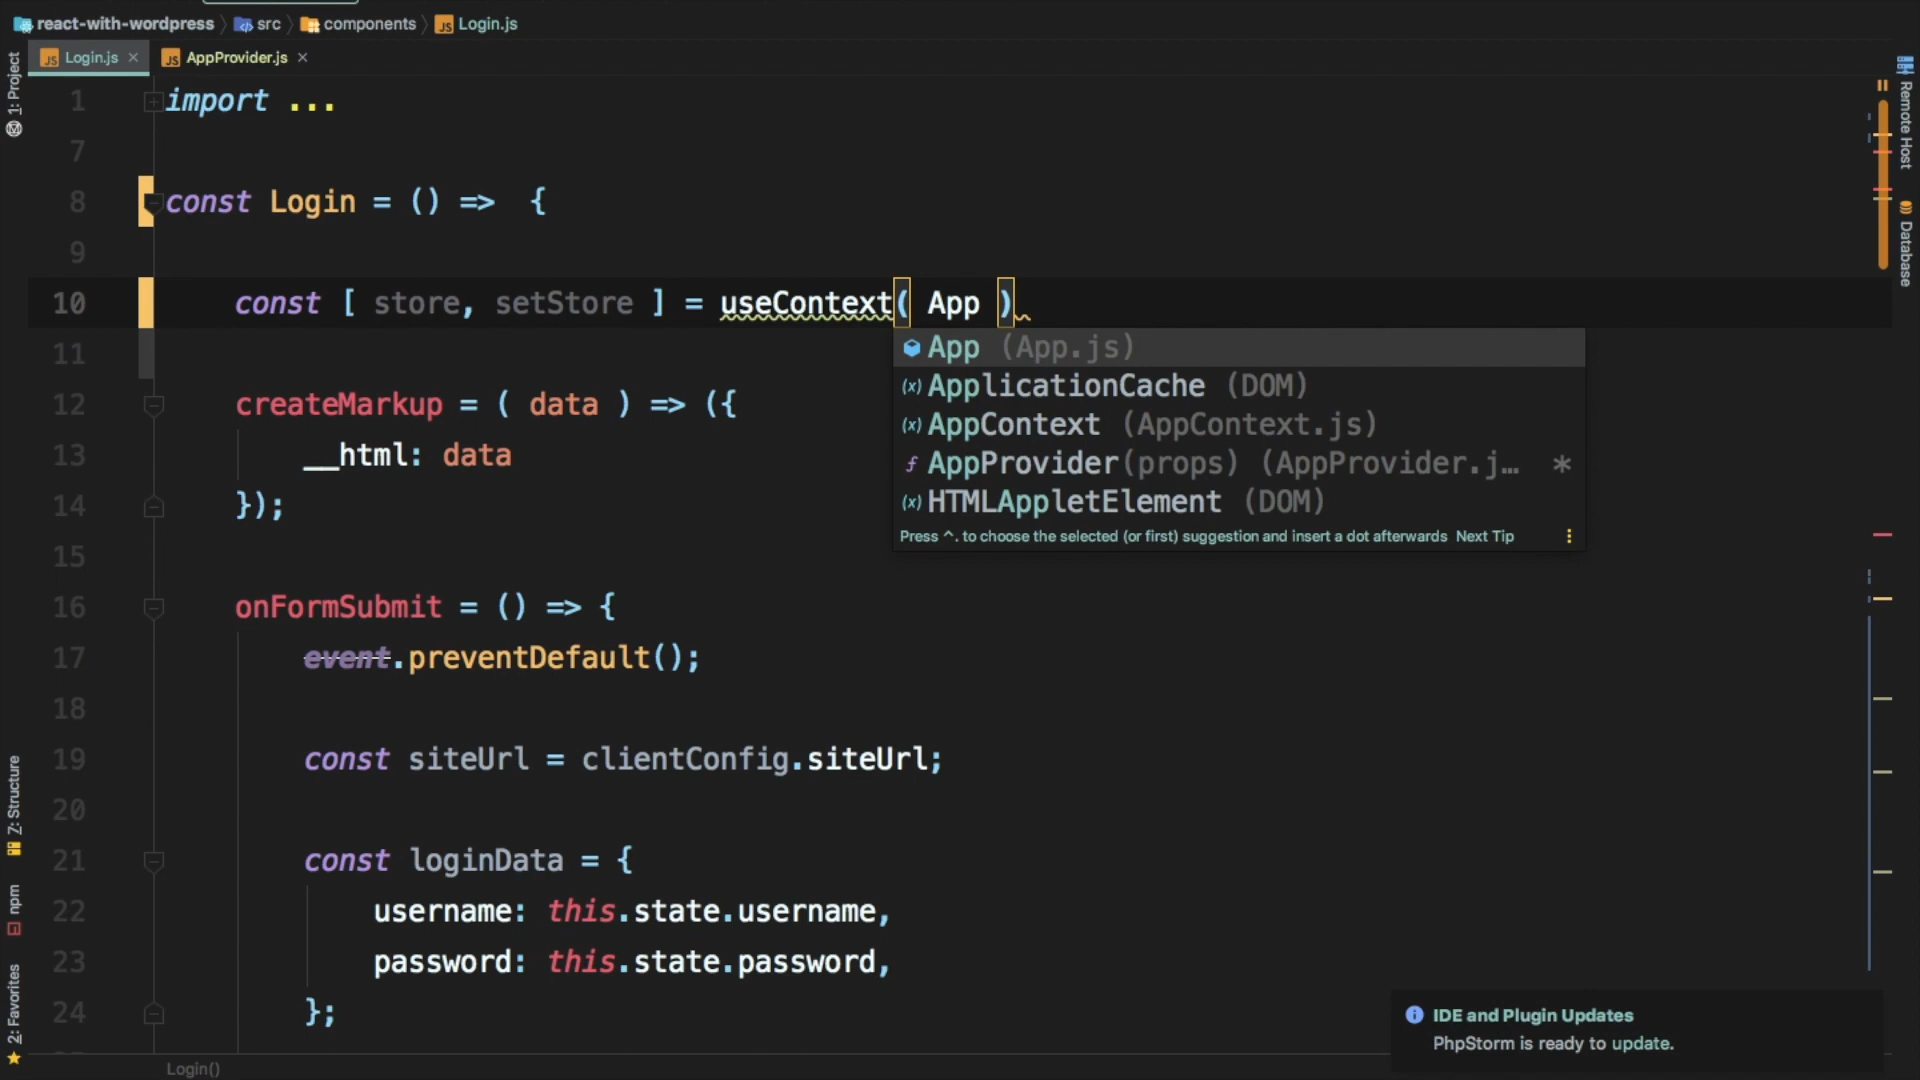 react-with-wordpress src components Login.js
Login.js AppProvider.js
1: Project
Remote Host
Database
Z: Structure
npm
2: Favorites
1 import ...
7
8 const Login = () => {
9
10 const [ store, setStore ] = useContext( App )
App (App.js)
ApplicationCache (DOM)
AppContext (AppContext.js)
AppProvider(props) (AppProvider.j… *
HTMLAppletElement (DOM)
Press ^. to choose the selected (or first) suggestion and insert a dot afterwards Next Tip
11
12 createMarkup = ( data ) => ({
13 __html: data
14 });
15
16 onFormSubmit = () => {
17 event.preventDefault();
18
19 const siteUrl = clientConfig.siteUrl;
20
21 const loginData = {
22 username: this.state.username,
23 password: this.state.password,
24 };
IDE and Plugin Updates
PhpStorm is ready to update.
Login()